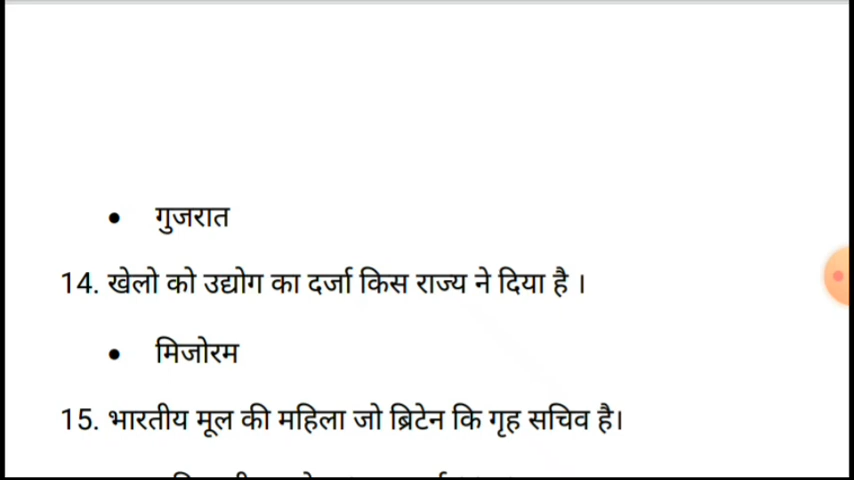 • गुजरात
14. खेलो को उद्योग का दर्जा किस राज्य ने दिया है ।
• मिजोरम
15. भारतीय मूल की महिला जो ब्रिटेन कि गृह सचिव है।